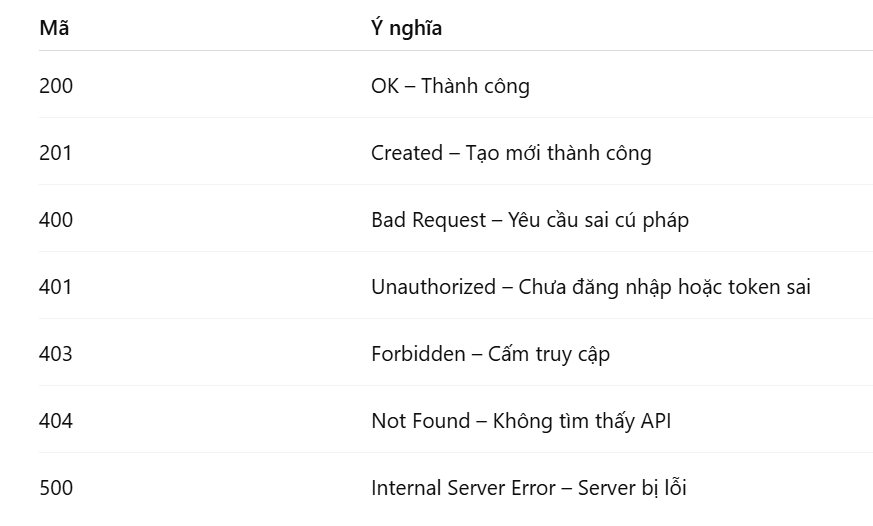 Mã Ý nghĩa
200 OK – Thành công
201 Created – Tạo mới thành công
400 Bad Request – Yêu cầu sai cú pháp
401 Unauthorized – Chưa đăng nhập hoặc token sai
403 Forbidden – Cấm truy cập
404 Not Found – Không tìm thấy API
500 Internal Server Error – Server bị lỗi